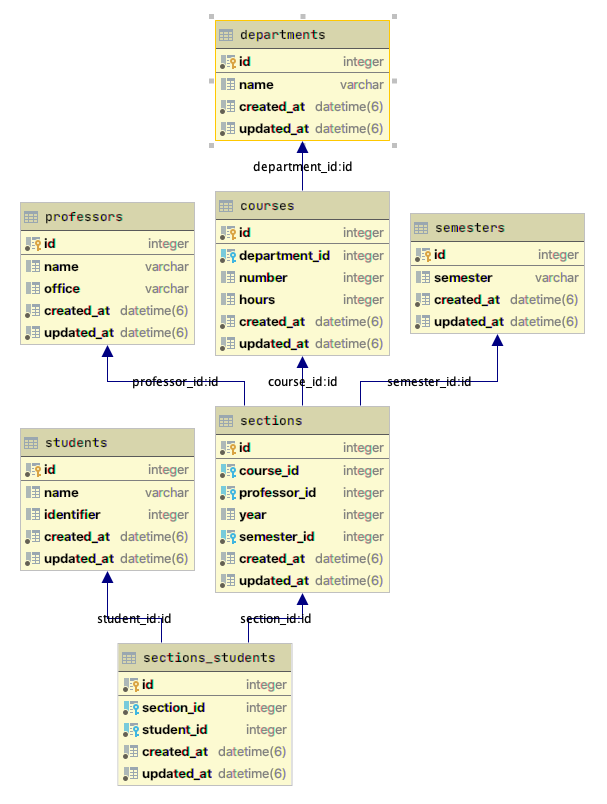 departments
id integer
name varchar
created_at datetime(6)
updated_at datetime(6)
department_id:id
professors
id integer
name varchar
office varchar
created_at datetime(6)
updated_at datetime(6)
courses
id integer
department_id integer
number integer
hours integer
created_at datetime(6)
updated_at datetime(6)
semesters
id integer
semester varchar
created_at datetime(6)
updated_at datetime(6)
professor_id:id
course_id:id
semester_id:id
students
id integer
name varchar
identifier integer
created_at datetime(6)
updated_at datetime(6)
sections
id integer
course_id integer
professor_id integer
year integer
semester_id integer
created_at datetime(6)
updated_at datetime(6)
student_id:id
section_id:id
sections_students
id integer
section_id integer
student_id integer
created_at datetime(6)
updated_at datetime(6)